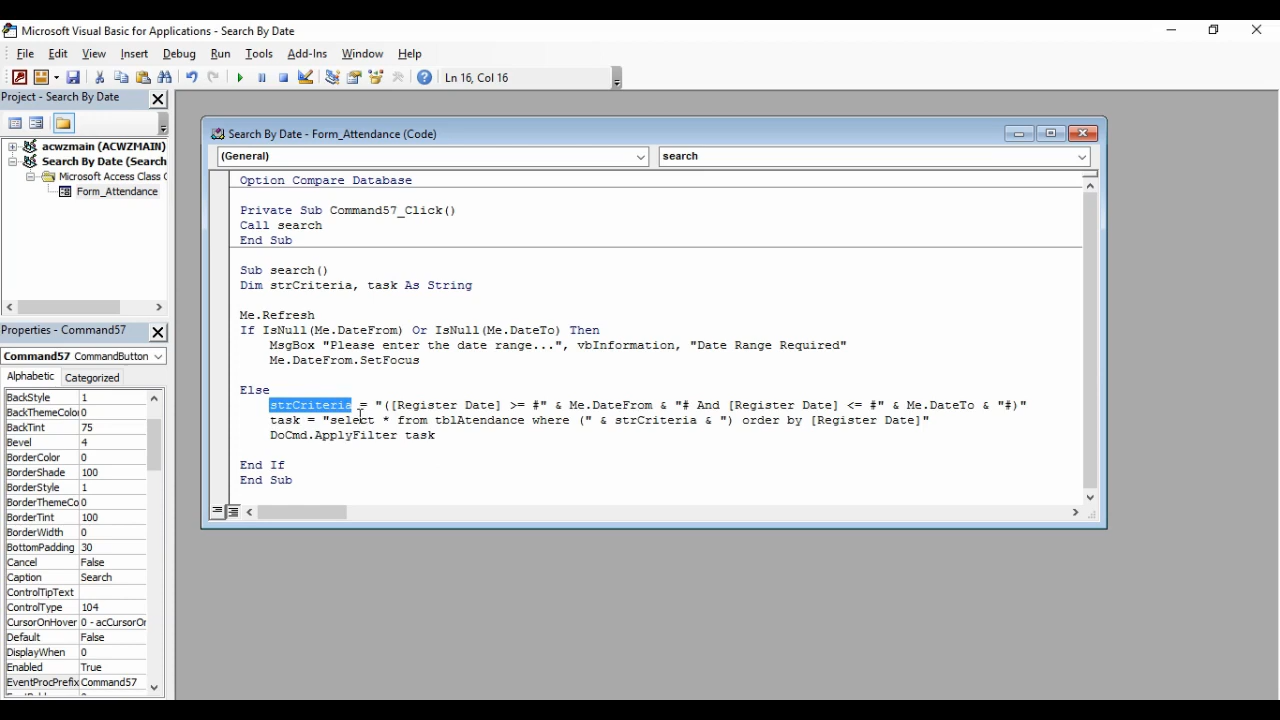 Microsoft Visual Basic for Applications - Search By Date
File Edit View Insert Debug Run Tools Add-Ins Window Help
Ln 16, Col 16
Project - Search By Date
acwzmain (ACWZMAIN)
Search By Date (Search
Microsoft Access Class
Form_Attendance
Properties - Command57
Command57 CommandButton
Alphabetic Categorized
BackStyle 1
BackThemeColo 0
BackTint 75
Bevel 4
BorderColor 0
BorderShade 100
BorderStyle 1
BorderThemeCo 0
BorderTint 100
BorderWidth 0
BottomPadding 30
Cancel False
Caption Search
ControlTipText
ControlType 104
CursorOnHover 0 - acCursorOn
Default False
DisplayWhen 0
Enabled True
EventProcPrefix Command57
Search By Date - Form_Attendance (Code)
(General) search
Option Compare Database
Private Sub Command57_Click()
Call search
End Sub
Sub search()
Dim strCriteria, task As String
Me.Refresh
If IsNull(Me.DateFrom) Or IsNull(Me.DateTo) Then
MsgBox "Please enter the date range...", vbInformation, "Date Range Required"
Me.DateFrom.SetFocus
Else
strCriteria = "([Register Date] >= #" & Me.DateFrom & "# And [Register Date] <= #" & Me.DateTo & "#)"
task = "select * from tblAtendance where (" & strCriteria & ") order by [Register Date]"
DoCmd.ApplyFilter task
End If
End Sub